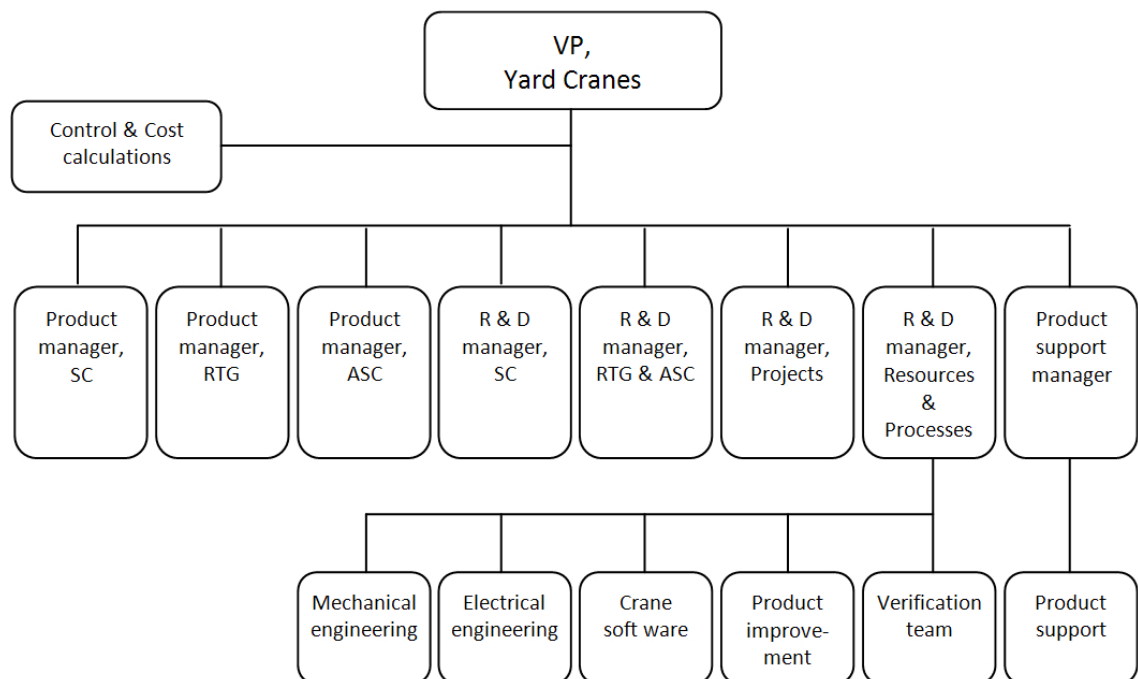 VP,
Yard Cranes
Control & Cost
calculations
Product
manager,
SC
Product
manager,
RTG
Product
manager,
ASC
R & D
manager,
SC
R & D
manager,
RTG & ASC
R & D
manager,
Projects
R & D
manager,
Resources
&
Processes
Product
support
manager
Mechanical
engineering
Electrical
engineering
Crane
soft ware
Product
improve-
ment
Verification
team
Product
support